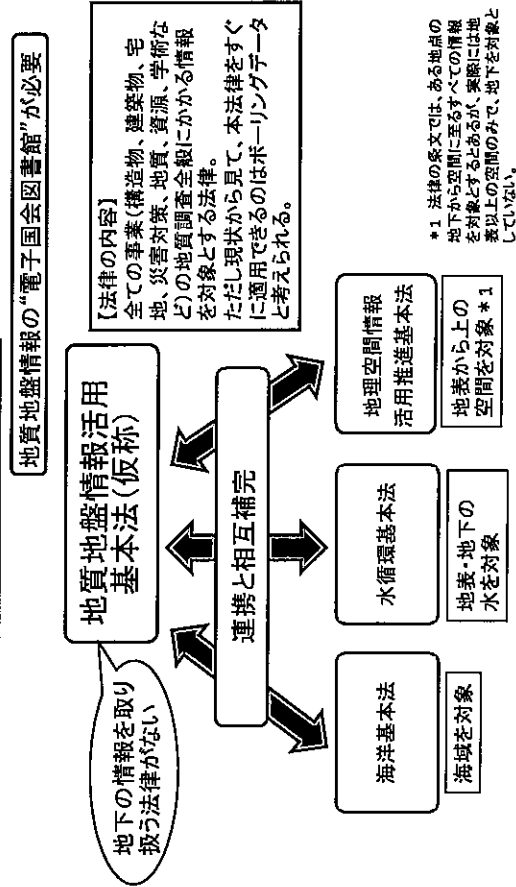 地質地盤情報の“電子国会図書館”が必要
地下の情報を取り
扱う法律がない
地質地盤情報活用
基本法(仮称)
【法律の内容】
全ての事業(構造物、建築物、宅
地、災害対策、地質、資源、学術な
ど)の地質調査全般にかかる情報
を対象とする法律。
ただし現状から見て、本法律をすぐ
に適用できるのはボーリングデータ
と考えられる。
連携と相互補完
海洋基本法
海域を対象
水循環基本法
地表・地下の
水を対象
地理空間情報
活用推進基本法
地表から上の
空間を対象*1
*1 法律の条文では、ある地点の
地下から空間に至るすべての情報
を対象とするとあるが、実際には地
表以上の空間のみで、地下を対象と
していない。